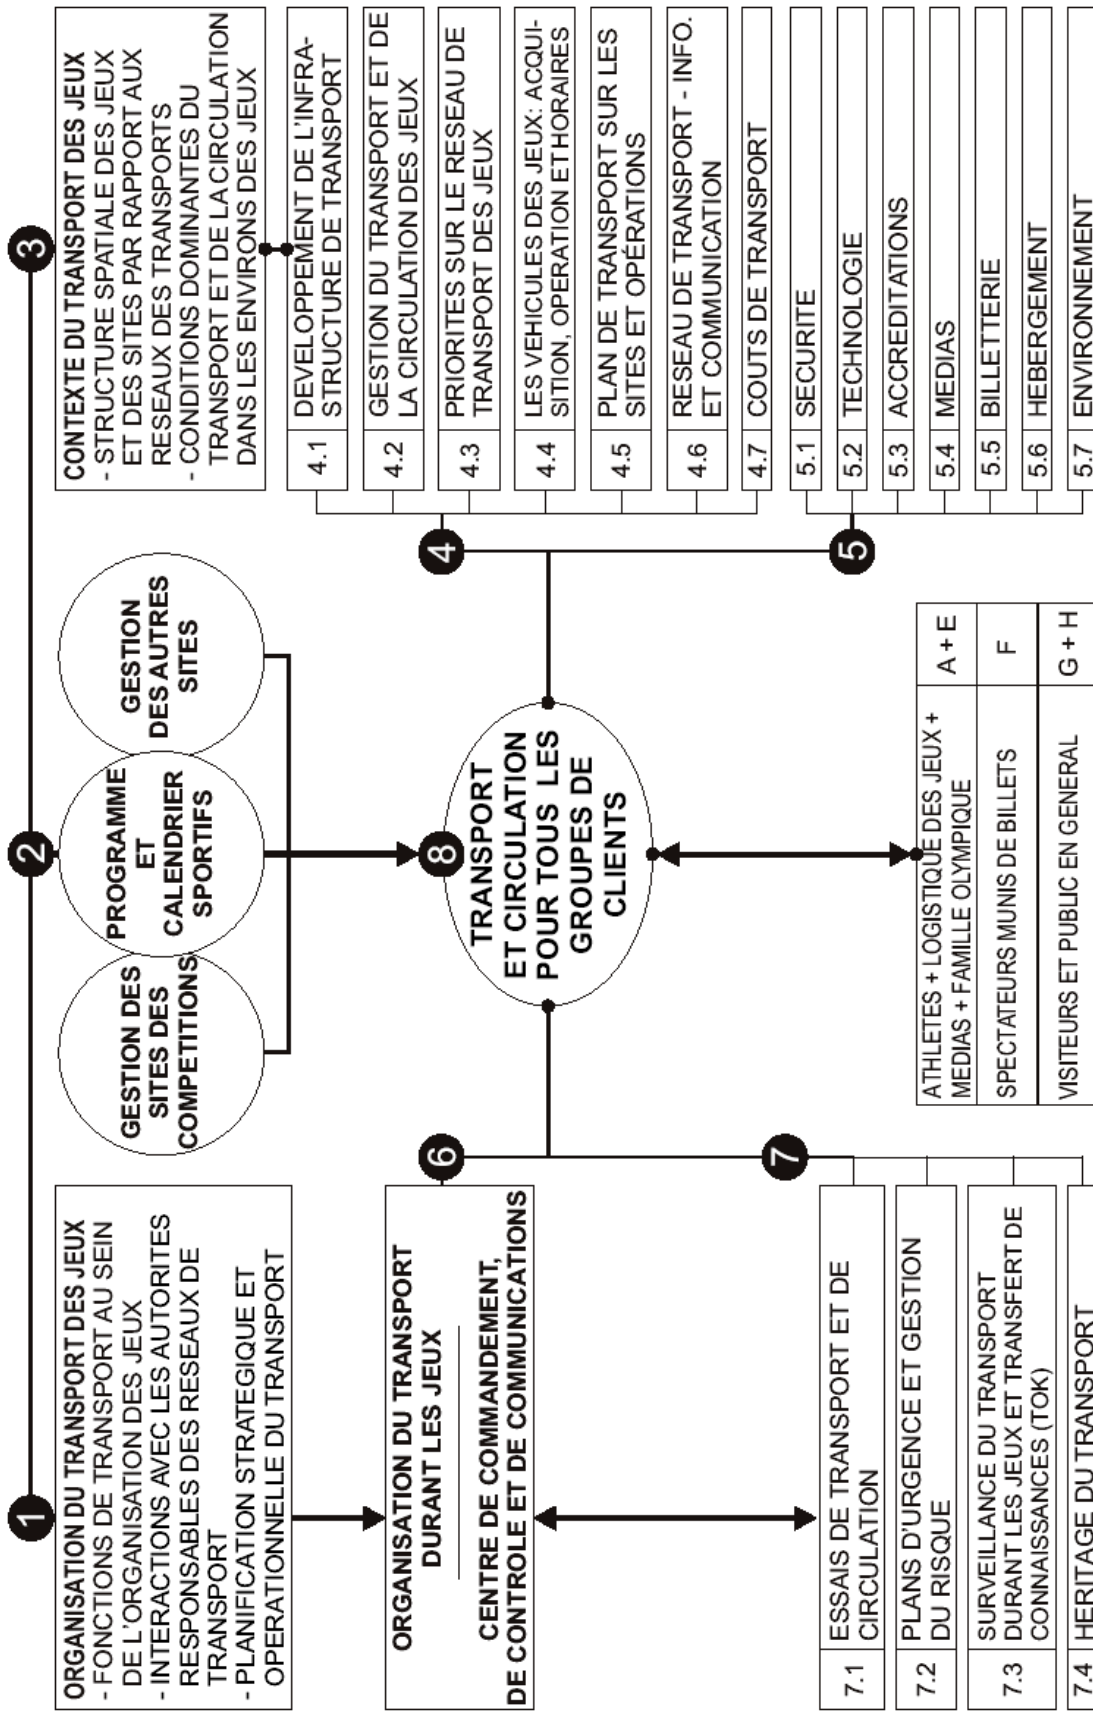 1
ORGANISATION DU TRANSPORT DES JEUX
- FONCTIONS DE TRANSPORT AU SEIN
DE L'ORGANISATION DES JEUX
- INTERACTIONS AVEC LES AUTORITES
RESPONSABLES DES RESEAUX DE
TRANSPORT
- PLANIFICATION STRATEGIQUE ET
OPERATIONNELLE DU TRANSPORT
2
GESTION DES
SITES DES
COMPETITIONS
PROGRAMME
ET
CALENDRIER
SPORTIFS
GESTION
DES AUTRES
SITES
3
CONTEXTE DU TRANSPORT DES JEUX
- STRUCTURE SPATIALE DES JEUX
ET DES SITES PAR RAPPORT AUX
RESEAUX DES TRANSPORTS
- CONDITIONS DOMINANTES DU
TRANSPORT ET DE LA CIRCULATION
DANS LES ENVIRONS DES JEUX
6
ORGANISATION DU TRANSPORT
DURANT LES JEUX
CENTRE DE COMMANDEMENT,
DE CONTROLE ET DE COMMUNICATIONS
8
TRANSPORT
ET CIRCULATION
POUR TOUS LES
GROUPES DE
CLIENTS
4
4.1 DEVELOPPEMENT DE L'INFRA-
STRUCTURE DE TRANSPORT
4.2 GESTION DU TRANSPORT ET DE
LA CIRCULATION DES JEUX
4.3 PRIORITES SUR LE RESEAU DE
TRANSPORT DES JEUX
4.4 LES VEHICULES DES JEUX: ACQUI-
SITION, OPERATION ET HORAIRES
4.5 PLAN DE TRANSPORT SUR LES
SITES ET OPÉRATIONS
4.6 RESEAU DE TRANSPORT - INFO.
ET COMMUNICATION
4.7 COUTS DE TRANSPORT
7
7.1 ESSAIS DE TRANSPORT ET DE
CIRCULATION
7.2 PLANS D'URGENCE ET GESTION
DU RISQUE
7.3 SURVEILLANCE DU TRANSPORT
DURANT LES JEUX ET TRANSFERT DE
CONNAISSANCES (TOK)
7.4 HERITAGE DU TRANSPORT
ATHLETES + LOGISTIQUE DES JEUX +
MEDIAS + FAMILLE OLYMPIQUE
A + E
SPECTATEURS MUNIS DE BILLETS F
VISITEURS ET PUBLIC EN GENERAL G + H
5
5.1 SECURITE
5.2 TECHNOLOGIE
5.3 ACCREDITATIONS
5.4 MEDIAS
5.5 BILLETTERIE
5.6 HEBERGEMENT
5.7 ENVIRONNEMENT